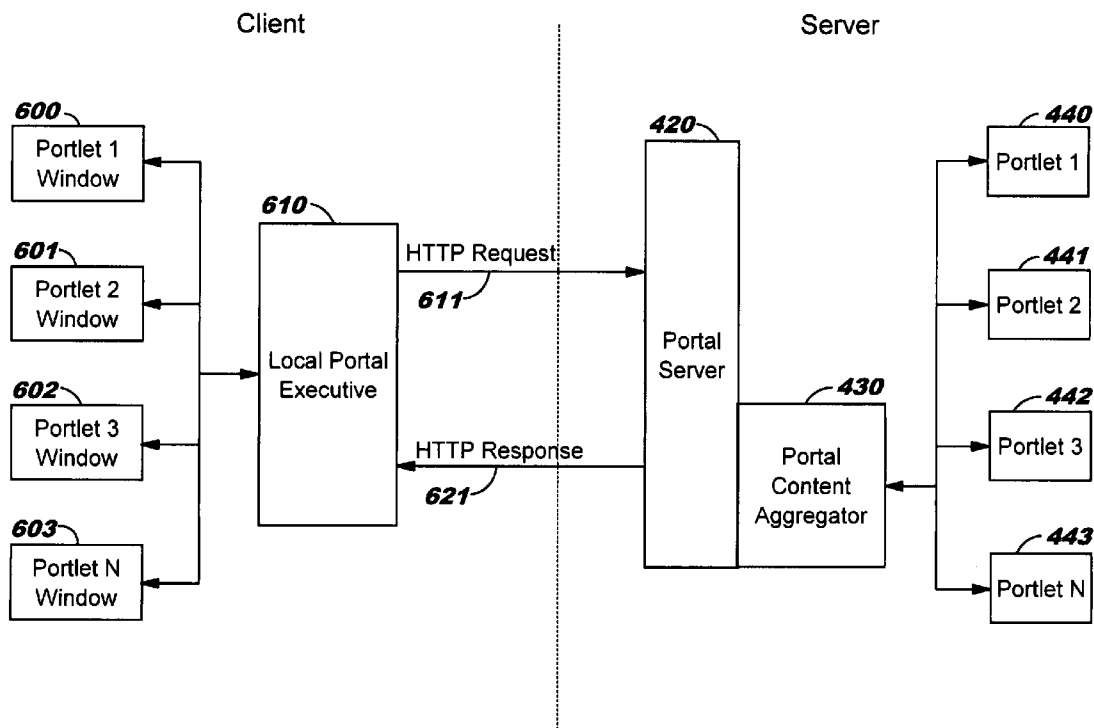 Client
Server
600
Portlet 1
Window
601
Portlet 2
Window
602
Portlet 3
Window
603
Portlet N
Window
610
Local Portal
Executive
HTTP Request
611
HTTP Response
621
420
Portal
Server
430
Portal
Content
Aggregator
440
Portlet 1
441
Portlet 2
442
Portlet 3
443
Portlet N